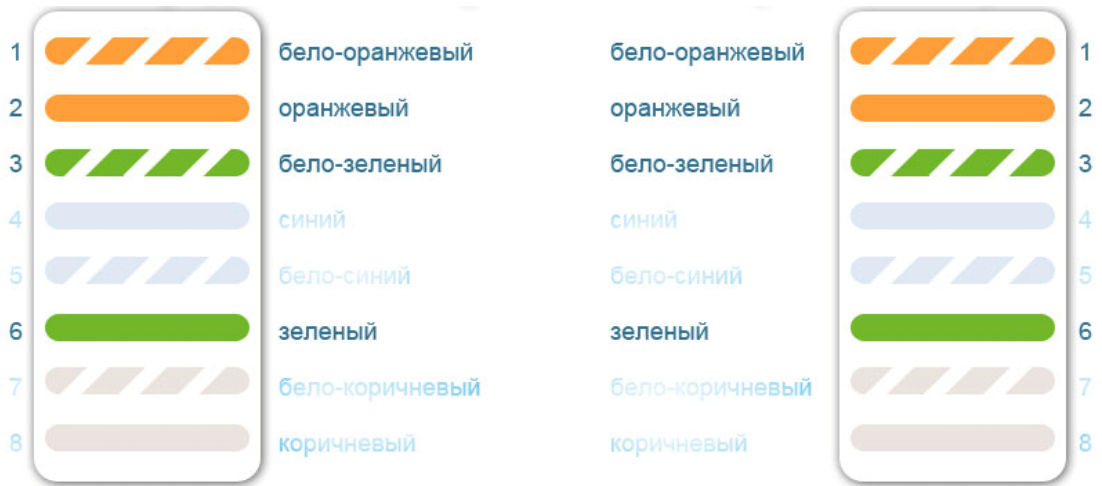 1 бело-оранжевый бело-оранжевый 1
2 оранжевый оранжевый 2
3 бело-зеленый бело-зеленый 3
4 синий синий 4
5 бело-синий бело-синий 5
6 зеленый зеленый 6
7 бело-коричневый бело-коричневый 7
8 коричневый коричневый 8